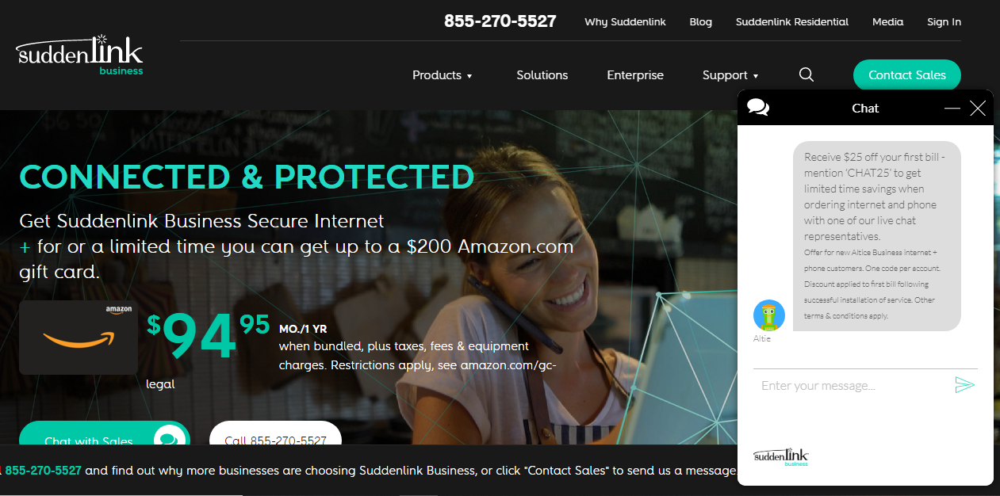 855-270-5527 Why Suddenlink Blog Suddenlink Residential Media Sign In
suddenlink
business
Products ▾ Solutions Enterprise Support ▾ Contact Sales
CONNECTED & PROTECTED
Get Suddenlink Business Secure Internet
+ for or a limited time you can get up to a $200 Amazon.com
gift card.
amazon
$94 95 MO./1 YR
when bundled, plus taxes, fees & equipment
charges. Restrictions apply, see amazon.com/gc-
legal
Chat with Sales Call 855-270-5527
855-270-5527 and find out why more businesses are choosing Suddenlink Business, or click "Contact Sales" to send us a message.
Chat
Receive $25 off your first bill -
mention ‘CHAT25’ to get
limited time savings when
ordering internet and phone
with one of our live chat
representatives.
Offer for new Altice Business internet +
phone customers. One code per account.
Discount applied to first bill following
successful installation of service. Other
terms & conditions apply.
Altie
Enter your message...
suddenlink
business